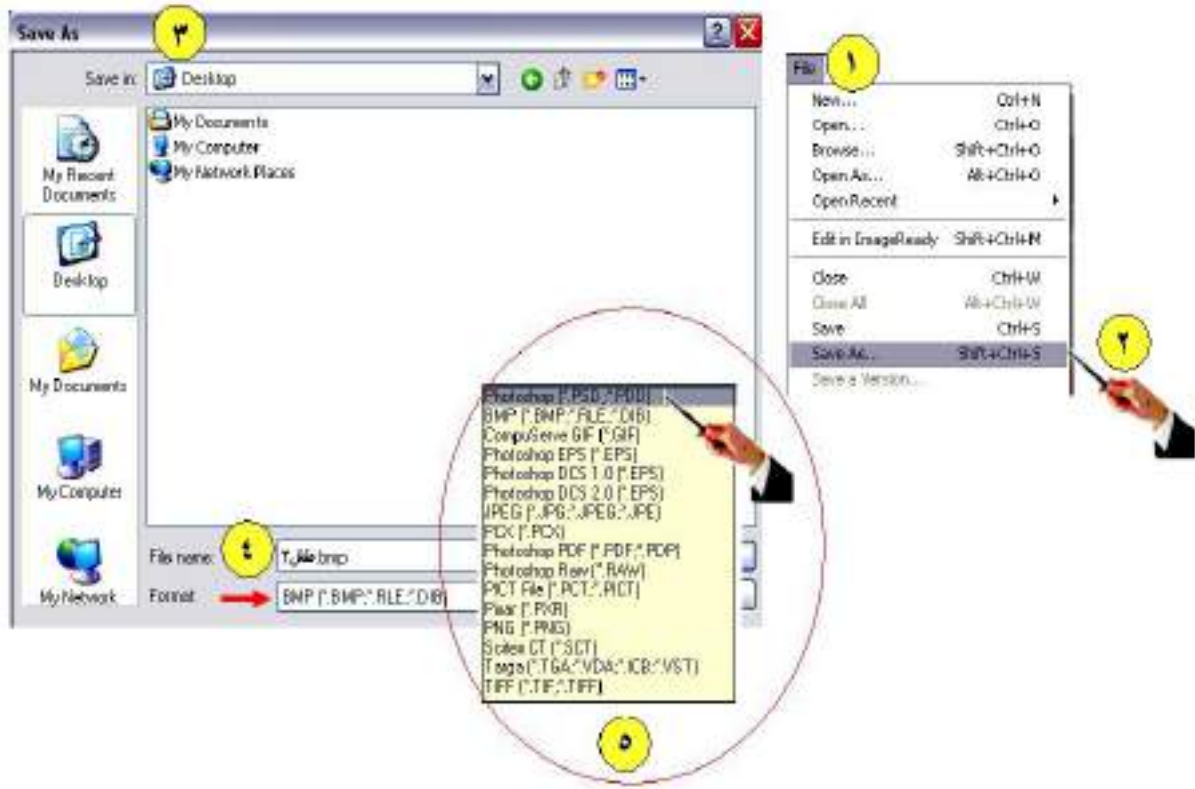 Save As
٣
Save in:
Desktop
My Documents
My Computer
My Network Places
My Recent
Documents
Desktop
My Documents
My Computer
My Network
File name:
٤
Format
BMP (*.BMP;*.RLE;*.DIB)
File
١
New... Ctrl+N
Open... Ctrl+O
Browse... Shift+Ctrl+O
Open As... Alt+Ctrl+O
Open Recent
Edit in ImageReady Shift+Ctrl+M
Close Ctrl+W
Close All Alt+Ctrl+W
Save Ctrl+S
Save As... Shift+Ctrl+S
Save a Version...
٢
Photoshop (*.PSD;*.PDD)
BMP (*.BMP;*.RLE;*.DIB)
CompuServe GIF (*.GIF)
Photoshop EPS (*.EPS)
Photoshop DCS 1.0 (*.EPS)
Photoshop DCS 2.0 (*.EPS)
JPEG (*.JPG;*.JPEG;*.JPE)
PCX (*.PCX)
Photoshop PDF (*.PDF;*.PDP)
Photoshop Raw (*.RAW)
PICT File (*.PCT;*.PICT)
Pixar (*.PXR)
PNG (*.PNG)
Scitex CT (*.SCT)
Targa (*.TGA;*.VDA;*.ICB;*.VST)
TIFF (*.TIF;*.TIFF)
٥